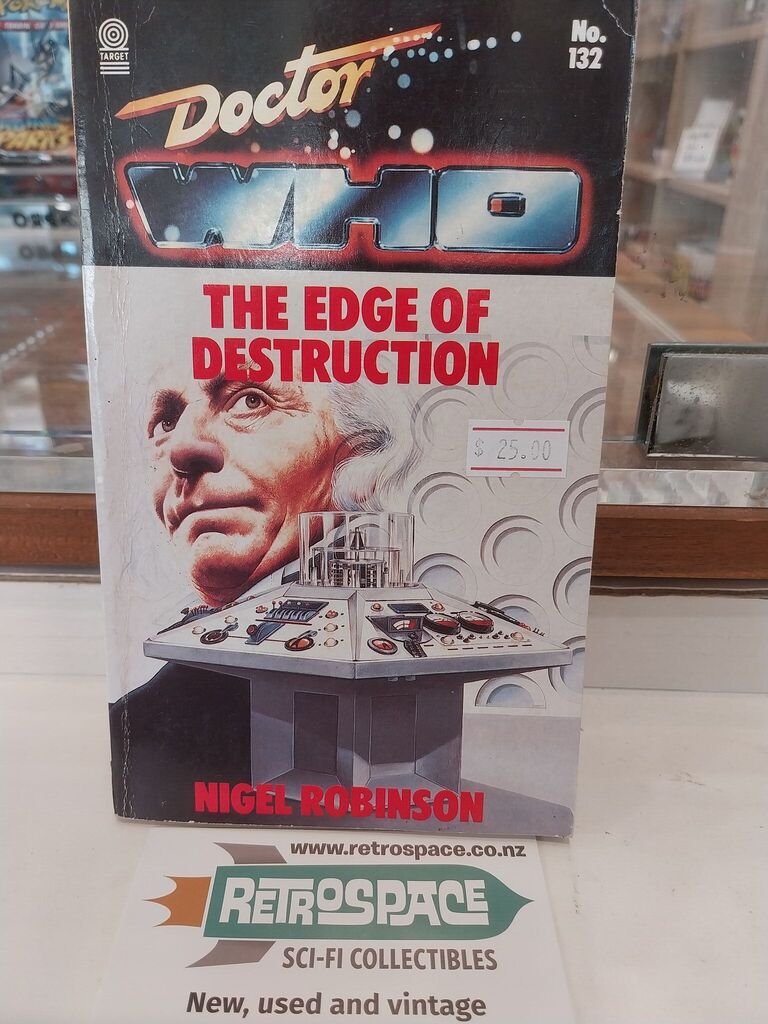 TARGET
No.
132
Doctor
WHO
THE EDGE OF
DESTRUCTION
$ 25.00
NIGEL ROBINSON
www.retrospace.co.nz
RETROSPACE
SCI-FI COLLECTIBLES
New, used and vintage